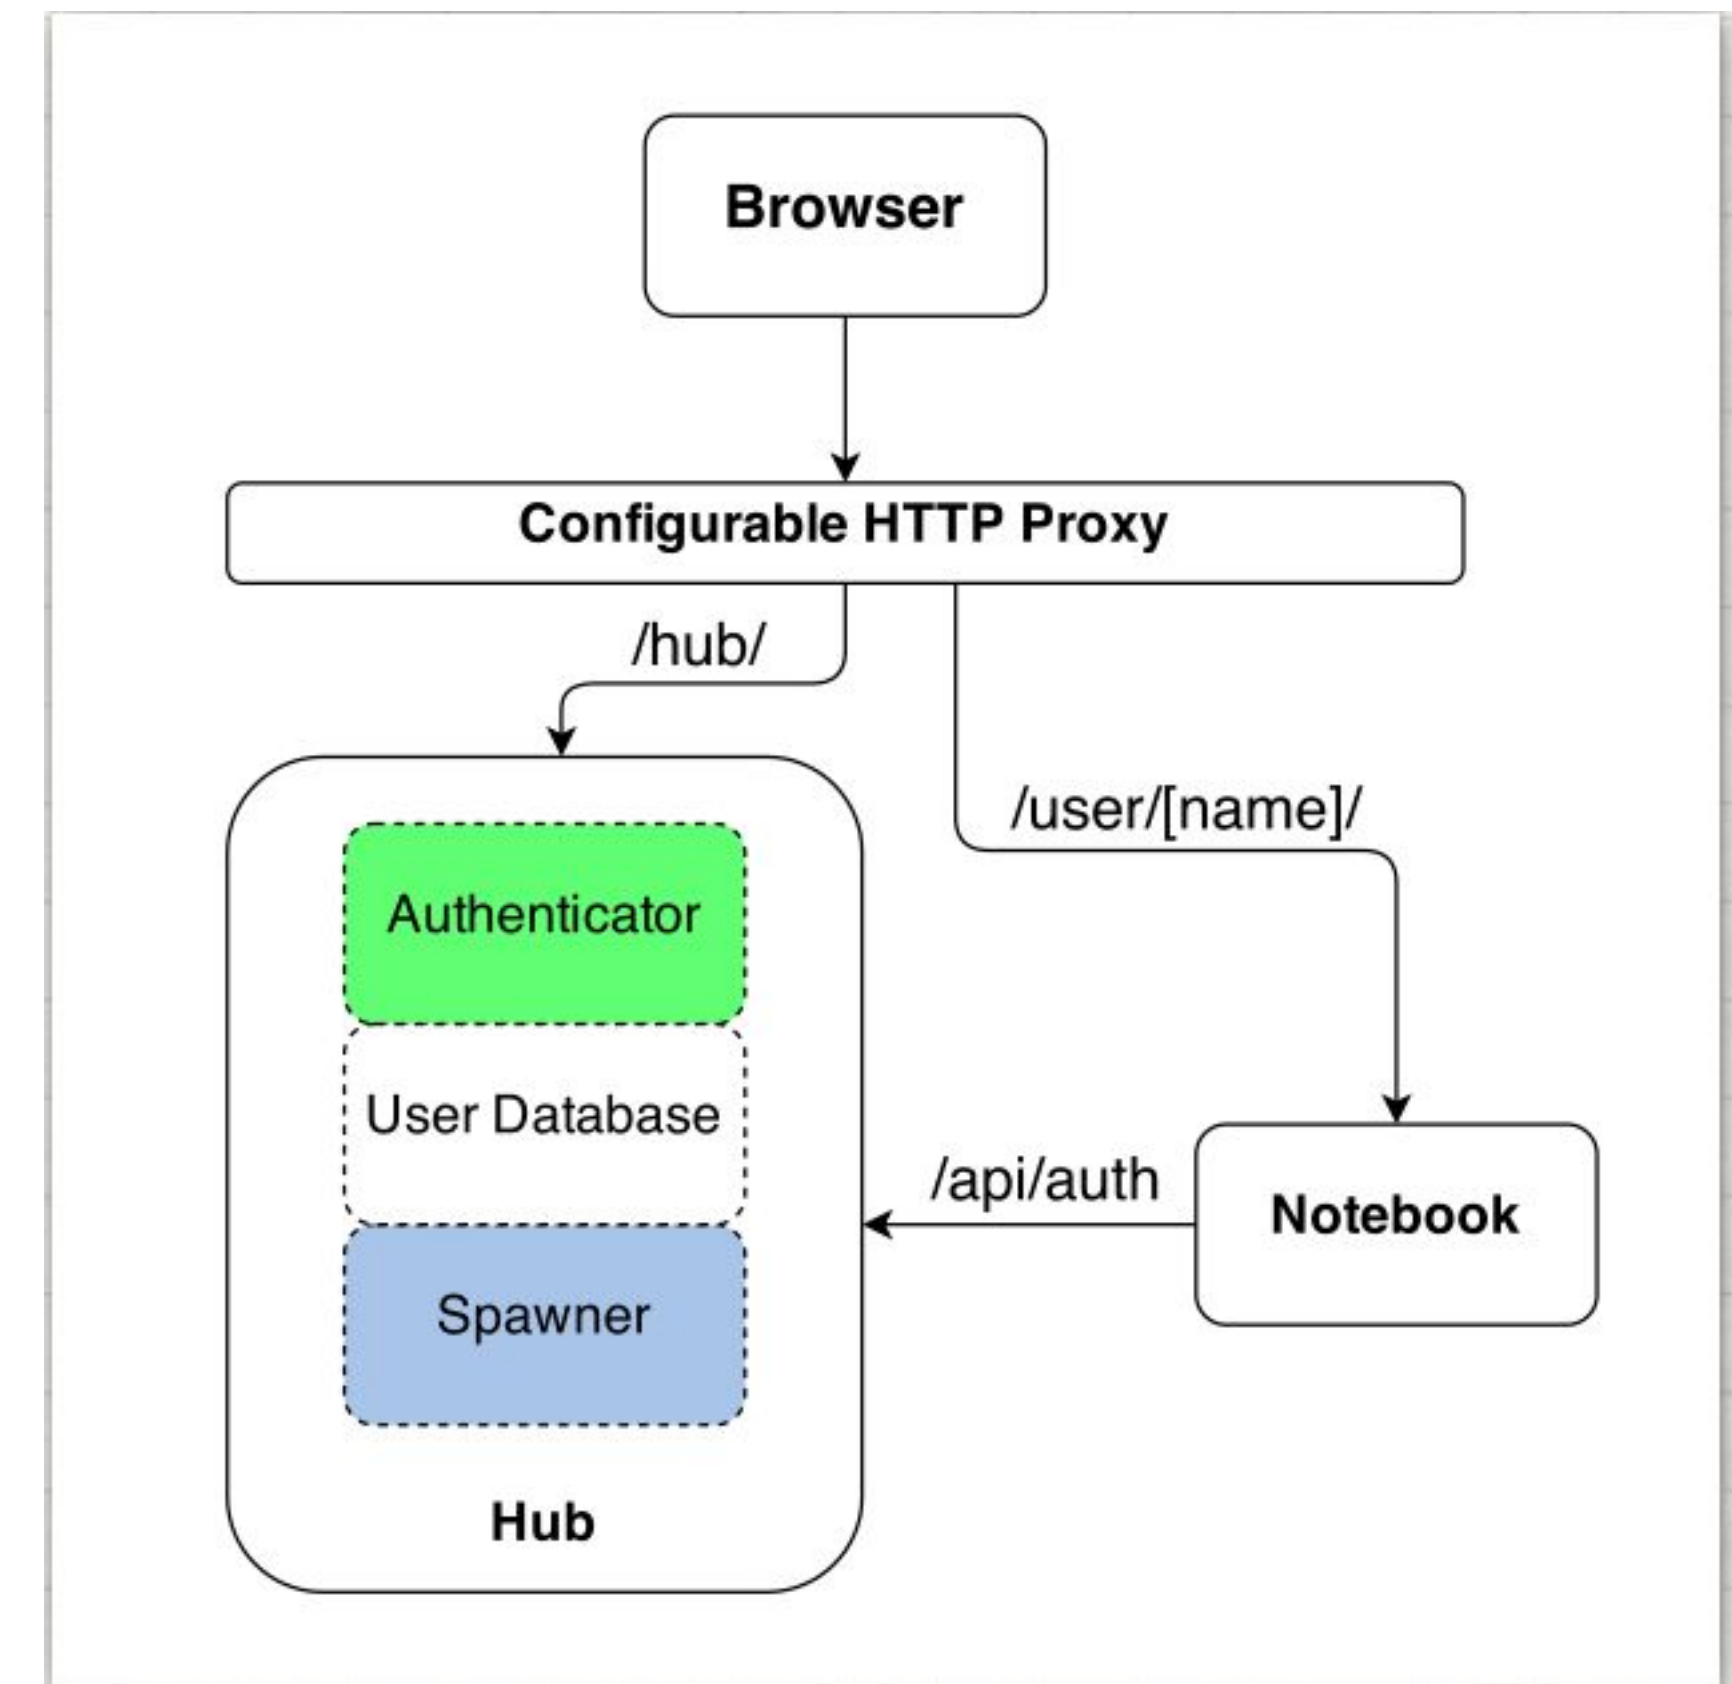 Browser
Configurable HTTP Proxy
/hub/
/user/[name]/
Authenticator
User Database
/api/auth
Notebook
Spawner
Hub